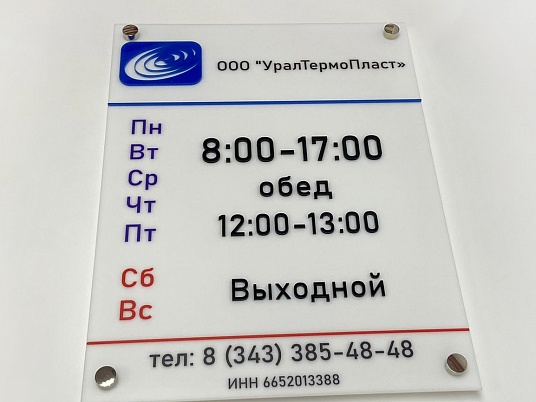 ООО "УралТермоПласт»
Пн
Вт
Ср
Чт
Пт
8:00-17:00
обед
12:00-13:00
Сб
Вс
Выходной
тел: 8 (343) 385-48-48
ИНН 6652013388